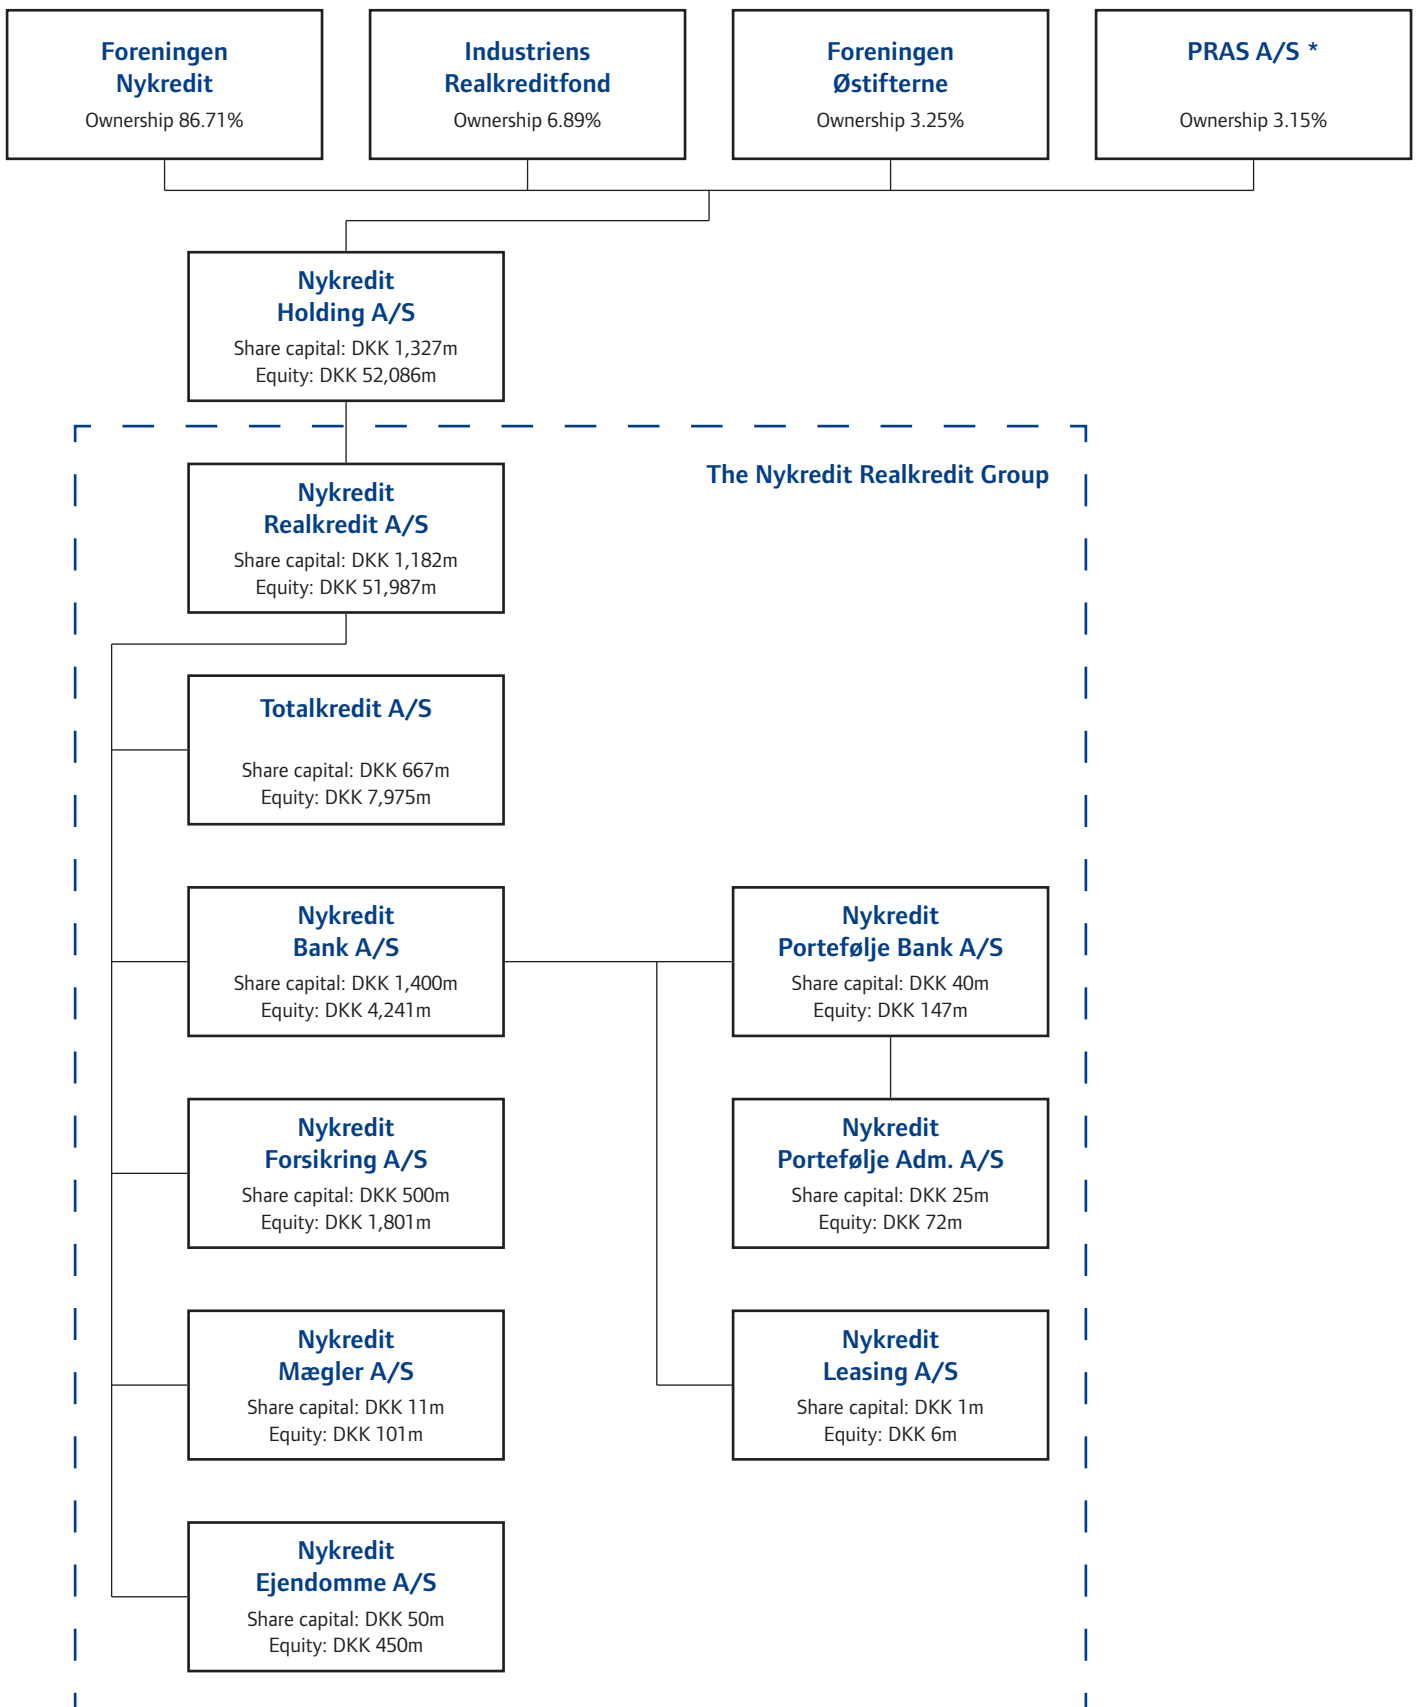 Foreningen
Nykredit
Ownership 86.71%
Industriens
Realkreditfond
Ownership 6.89%
Foreningen
Østifterne
Ownership 3.25%
PRAS A/S *
Ownership 3.15%
Nykredit
Holding A/S
Share capital: DKK 1,327m
Equity: DKK 52,086m
The Nykredit Realkredit Group
Nykredit
Realkredit A/S
Share capital: DKK 1,182m
Equity: DKK 51,987m
Totalkredit A/S
Share capital: DKK 667m
Equity: DKK 7,975m
Nykredit
Bank A/S
Share capital: DKK 1,400m
Equity: DKK 4,241m
Nykredit
Portefølje Bank A/S
Share capital: DKK 40m
Equity: DKK 147m
Nykredit
Forsikring A/S
Share capital: DKK 500m
Equity: DKK 1,801m
Nykredit
Portefølje Adm. A/S
Share capital: DKK 25m
Equity: DKK 72m
Nykredit
Mægler A/S
Share capital: DKK 11m
Equity: DKK 101m
Nykredit
Leasing A/S
Share capital: DKK 1m
Equity: DKK 6m
Nykredit
Ejendomme A/S
Share capital: DKK 50m
Equity: DKK 450m